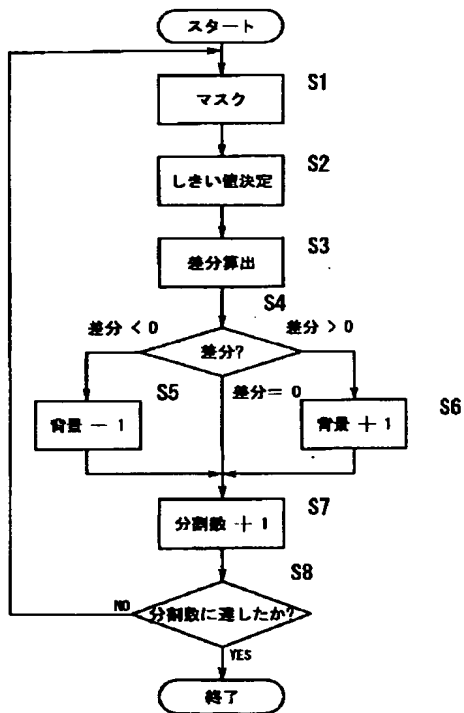 スタート
S1
マスク
S2
しきい値決定
S3
差分算出
S4
差分 < 0
差分 > 0
差分?
S5
差分= 0
S6
背景 － 1
背景 ＋ 1
S7
分割数 ＋ 1
S8
NO
分割数に達したか?
YES
終了